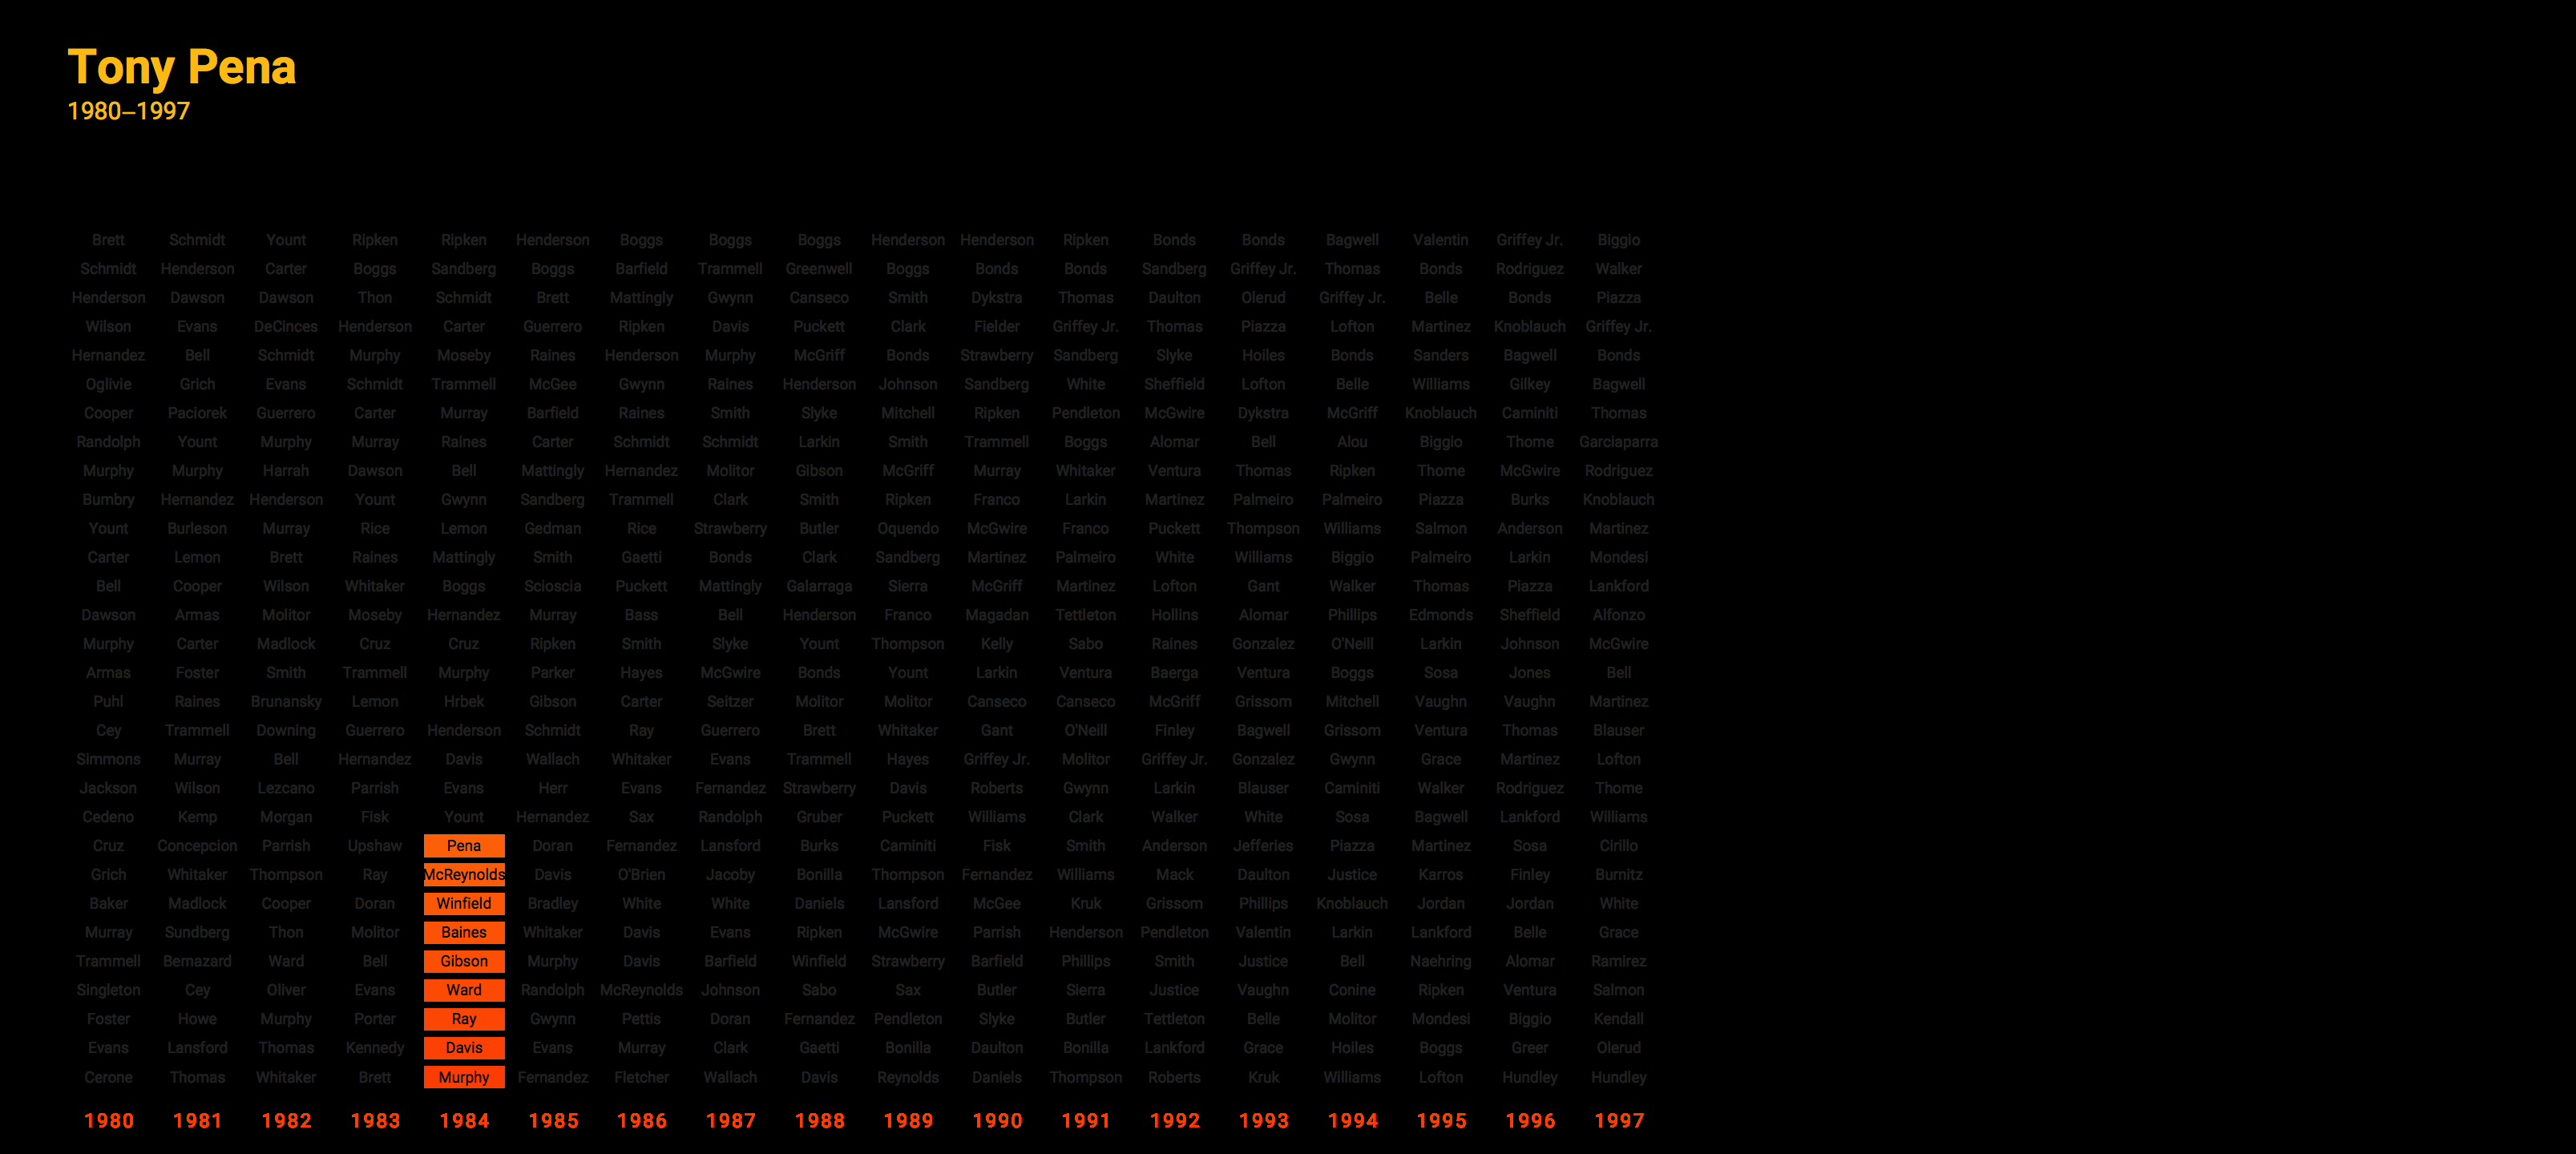 Tony Pena
1980–1997
Brett Schmidt Yount Ripken Ripken Henderson Boggs Boggs Boggs Henderson Henderson Ripken Bonds Bonds Bagwell Valentin Griffey Jr. Biggio
Schmidt Henderson Carter Boggs Sandberg Boggs Barfield Trammell Greenwell Boggs Bonds Bonds Sandberg Griffey Jr. Thomas Bonds Rodriguez Walker
Henderson Dawson Dawson Thon Schmidt Brett Mattingly Gwynn Canseco Smith Dykstra Thomas Daulton Olerud Griffey Jr. Belle Bonds Piazza
Wilson Evans DeCinces Henderson Carter Guerrero Ripken Davis Puckett Clark Fielder Griffey Jr. Thomas Piazza Lofton Martinez Knoblauch Griffey Jr.
Hernandez Bell Schmidt Murphy Moseby Raines Henderson Murphy McGriff Bonds Strawberry Sandberg Slyke Hoiles Bonds Sanders Bagwell Bonds
Oglivie Grich Evans Schmidt Trammell McGee Gwynn Raines Henderson Johnson Sandberg White Sheffield Lofton Belle Williams Gilkey Bagwell
Cooper Paciorek Guerrero Carter Murray Barfield Raines Smith Slyke Mitchell Ripken Pendleton McGwire Dykstra McGriff Knoblauch Caminiti Thomas
Randolph Yount Murphy Murray Raines Carter Schmidt Schmidt Larkin Smith Trammell Boggs Alomar Bell Alou Biggio Thome Garciaparra
Murphy Murphy Harrah Dawson Bell Mattingly Hernandez Molitor Gibson McGriff Murray Whitaker Ventura Thomas Ripken Thome McGwire Rodriguez
Bumbry Hernandez Henderson Yount Gwynn Sandberg Trammell Clark Smith Ripken Franco Larkin Martinez Palmeiro Palmeiro Piazza Burks Knoblauch
Yount Burleson Murray Rice Lemon Gedman Rice Strawberry Butler Oquendo McGwire Franco Puckett Thompson Williams Salmon Anderson Martinez
Carter Lemon Brett Raines Mattingly Smith Gaetti Bonds Clark Sandberg Martinez Palmeiro White Williams Biggio Palmeiro Larkin Mondesi
Bell Cooper Wilson Whitaker Boggs Scioscia Puckett Mattingly Galarraga Sierra McGriff Martinez Lofton Gant Walker Thomas Piazza Lankford
Dawson Armas Molitor Moseby Hernandez Murray Bass Bell Henderson Franco Magadan Tettleton Hollins Alomar Phillips Edmonds Sheffield Alfonzo
Murphy Carter Madlock Cruz Cruz Ripken Smith Slyke Yount Thompson Kelly Sabo Raines Gonzalez O'Neill Larkin Johnson McGwire
Armas Foster Smith Trammell Murphy Parker Hayes McGwire Bonds Yount Larkin Ventura Baerga Ventura Boggs Sosa Jones Bell
Puhl Raines Brunansky Lemon Hrbek Gibson Carter Seitzer Molitor Molitor Canseco Canseco McGriff Grissom Mitchell Vaughn Vaughn Martinez
Cey Trammell Downing Guerrero Henderson Schmidt Ray Guerrero Brett Whitaker Gant O'Neill Finley Bagwell Grissom Ventura Thomas Blauser
Simmons Murray Bell Hernandez Davis Wallach Whitaker Evans Trammell Hayes Griffey Jr. Molitor Griffey Jr. Gonzalez Gwynn Grace Martinez Lofton
Jackson Wilson Lezcano Parrish Evans Herr Evans Fernandez Strawberry Davis Roberts Gwynn Larkin Blauser Caminiti Walker Rodriguez Thome
Cedeno Kemp Morgan Fisk Yount Hernandez Sax Randolph Gruber Puckett Williams Clark Walker White Sosa Bagwell Lankford Williams
Cruz Concepcion Parrish Upshaw Pena Doran Fernandez Lansford Burks Caminiti Fisk Smith Anderson Jefferies Piazza Martinez Sosa Cirillo
Grich Whitaker Thompson Ray McReynolds Davis O'Brien Jacoby Bonilla Thompson Fernandez Williams Mack Daulton Justice Karros Finley Burnitz
Baker Madlock Cooper Doran Winfield Bradley White White Daniels Lansford McGee Kruk Grissom Phillips Knoblauch Jordan Jordan White
Murray Sundberg Thon Molitor Baines Whitaker Davis Evans Ripken McGwire Parrish Henderson Pendleton Valentin Larkin Lankford Belle Grace
Trammell Bernazard Ward Bell Gibson Murphy Davis Barfield Winfield Strawberry Barfield Phillips Smith Justice Bell Naehring Alomar Ramirez
Singleton Cey Oliver Evans Ward Randolph McReynolds Johnson Sabo Sax Butler Sierra Justice Vaughn Conine Ripken Ventura Salmon
Foster Howe Murphy Porter Ray Gwynn Pettis Doran Fernandez Pendleton Slyke Butler Tettleton Belle Molitor Mondesi Biggio Kendall
Evans Lansford Thomas Kennedy Davis Evans Murray Clark Gaetti Bonilla Daulton Bonilla Lankford Grace Hoiles Boggs Greer Olerud
Cerone Thomas Whitaker Brett Murphy Fernandez Fletcher Wallach Davis Reynolds Daniels Thompson Roberts Kruk Williams Lofton Hundley Hundley
1980 1981 1982 1983 1984 1985 1986 1987 1988 1989 1990 1991 1992 1993 1994 1995 1996 1997